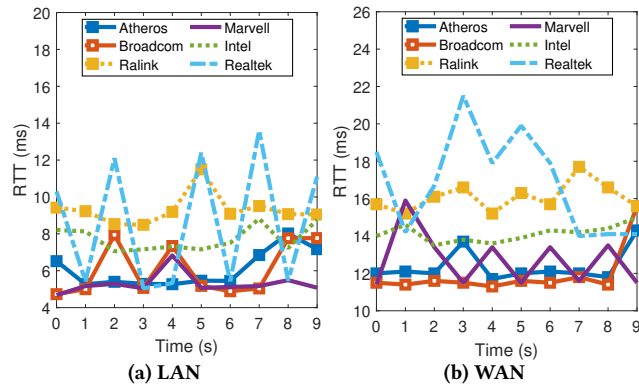 Atheros
Broadcom
Ralink
Marvell
Intel
Realtek
RTT (ms)
20
18
16
14
12
10
8
6
4
0 1 2 3 4 5 6 7 8 9
Time (s)
(a) LAN
Atheros
Broadcom
Ralink
Marvell
Intel
Realtek
RTT (ms)
26
24
22
20
18
16
14
12
10
0 1 2 3 4 5 6 7 8 9
Time (s)
(b) WAN